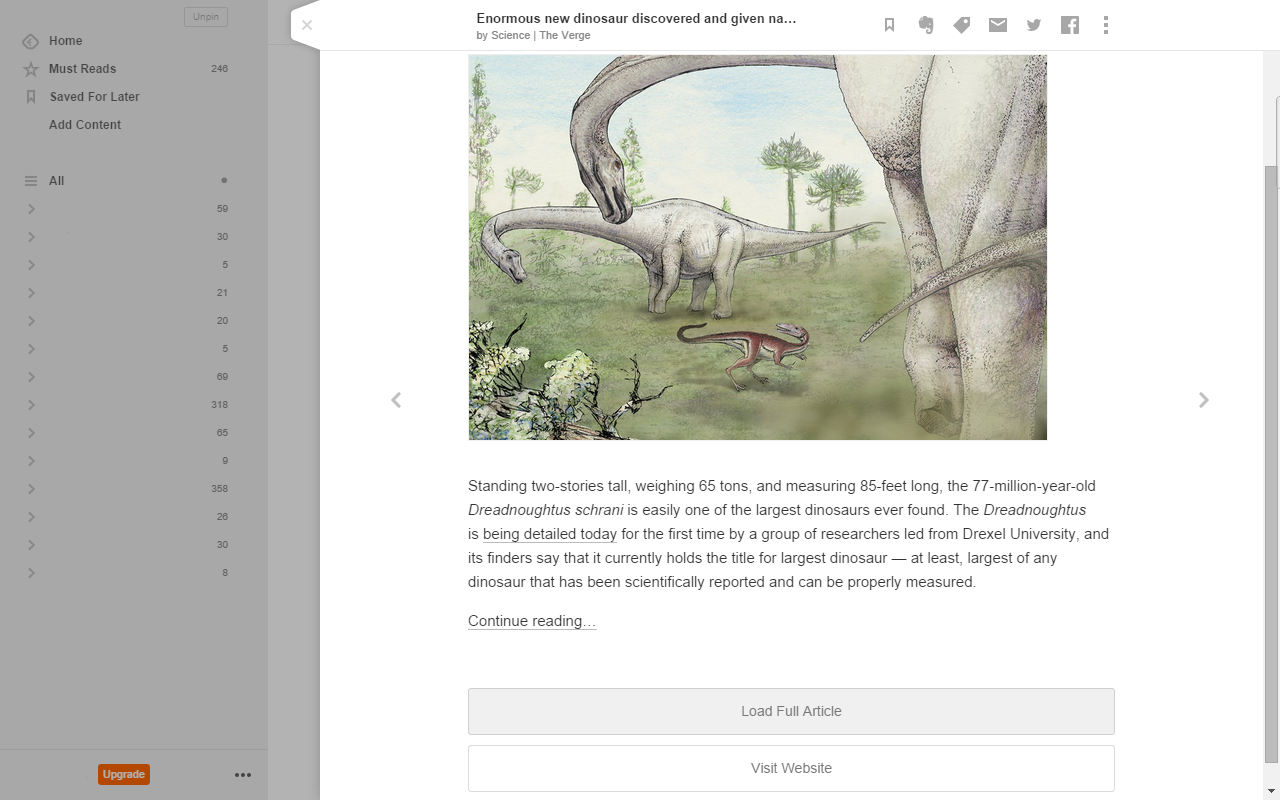 Unpin
Home
Must Reads 246
Saved For Later
Add Content
All
59
30
5
21
20
5
69
318
65
9
358
26
30
8
Upgrade
Enormous new dinosaur discovered and given na...
by Science | The Verge
Standing two-stories tall, weighing 65 tons, and measuring 85-feet long, the 77-million-year-old
Dreadnoughtus schrani is easily one of the largest dinosaurs ever found. The Dreadnoughtus
is being detailed today for the first time by a group of researchers led from Drexel University, and
its finders say that it currently holds the title for largest dinosaur — at least, largest of any
dinosaur that has been scientifically reported and can be properly measured.
Continue reading...
Load Full Article
Visit Website